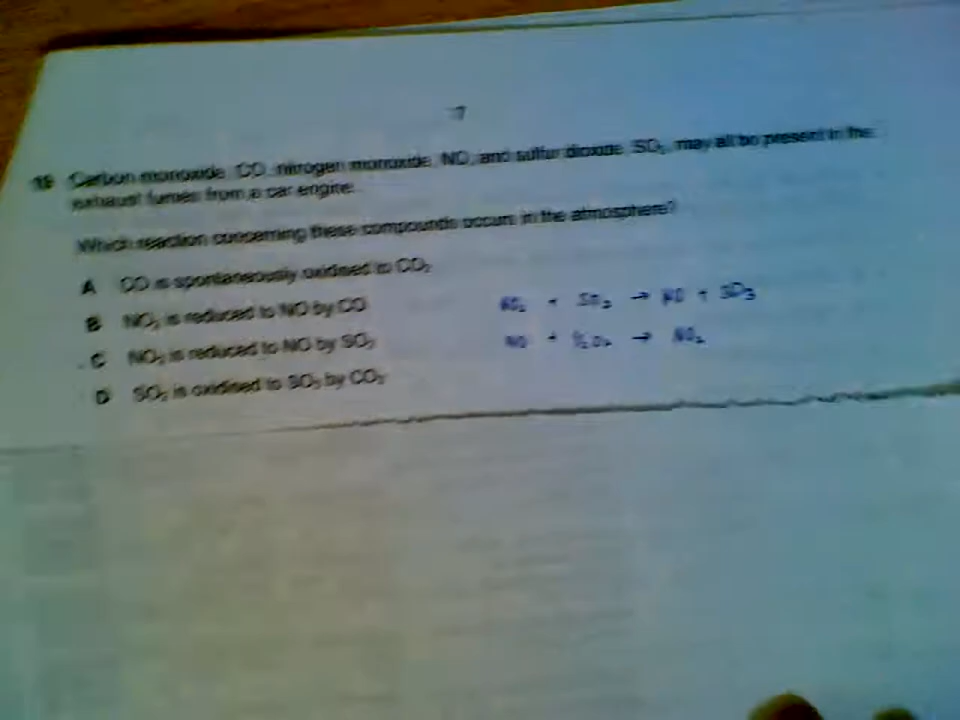 7
16 Carbon monoxide, CO, nitrogen monoxide, NO, and sulfur dioxide, SO₂, may all be present in the
exhaust fumes from a car engine.
Which reaction concerning these compounds occurs in the atmosphere?
A CO is spontaneously oxidised to CO₂
B NO₂ is reduced to NO by CO
C NO₂ is reduced to NO by SO₂
D SO₂ is oxidised to SO₃ by CO₂
NO₂ + SO₂ → NO + SO₃
NO + ½O₂ → NO₂